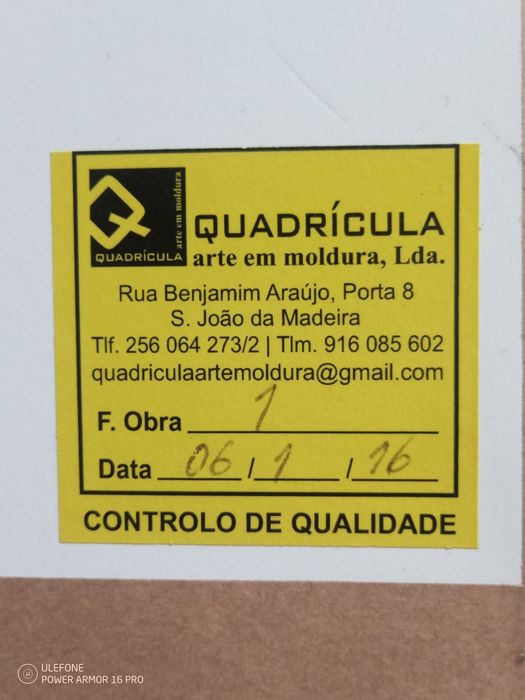 arte em moldura
QUADRÍCULA
QUADRÍCULA
arte em moldura, Lda.
Rua Benjamim Araújo, Porta 8
S. João da Madeira
Tlf. 256 064 273/2 | Tlm. 916 085 602
quadriculaartemoldura@gmail.com
F. Obra 1
Data 06 / 1 / 16
CONTROLO DE QUALIDADE
ULEFONE
POWER ARMOR 16 PRO